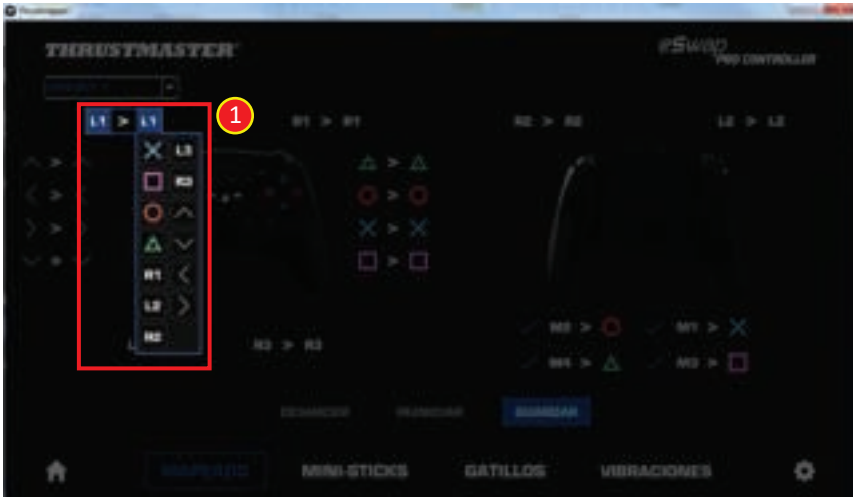 THRUSTMASTER
eSwap
PRO CONTROLLER
L1 > L1
R1 > R1
R2 > R2
L2 > L2
L3
R3
R1
L2
R2
R3 > R3
M2 >
M1 >
M4 >
M3 >
GUARDAR
MAPEADO
MINI-STICKS
GATILLOS
VIBRACIONES
1